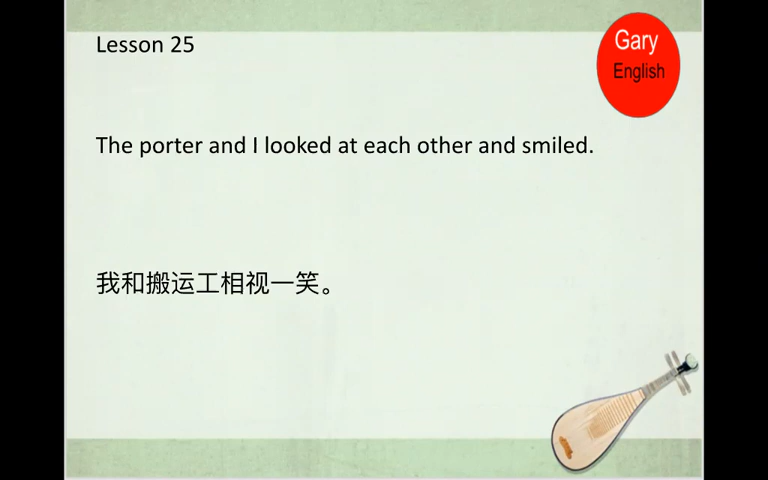 Lesson 25
Gary
English
The porter and I looked at each other and smiled.
我和搬运工相视一笑。